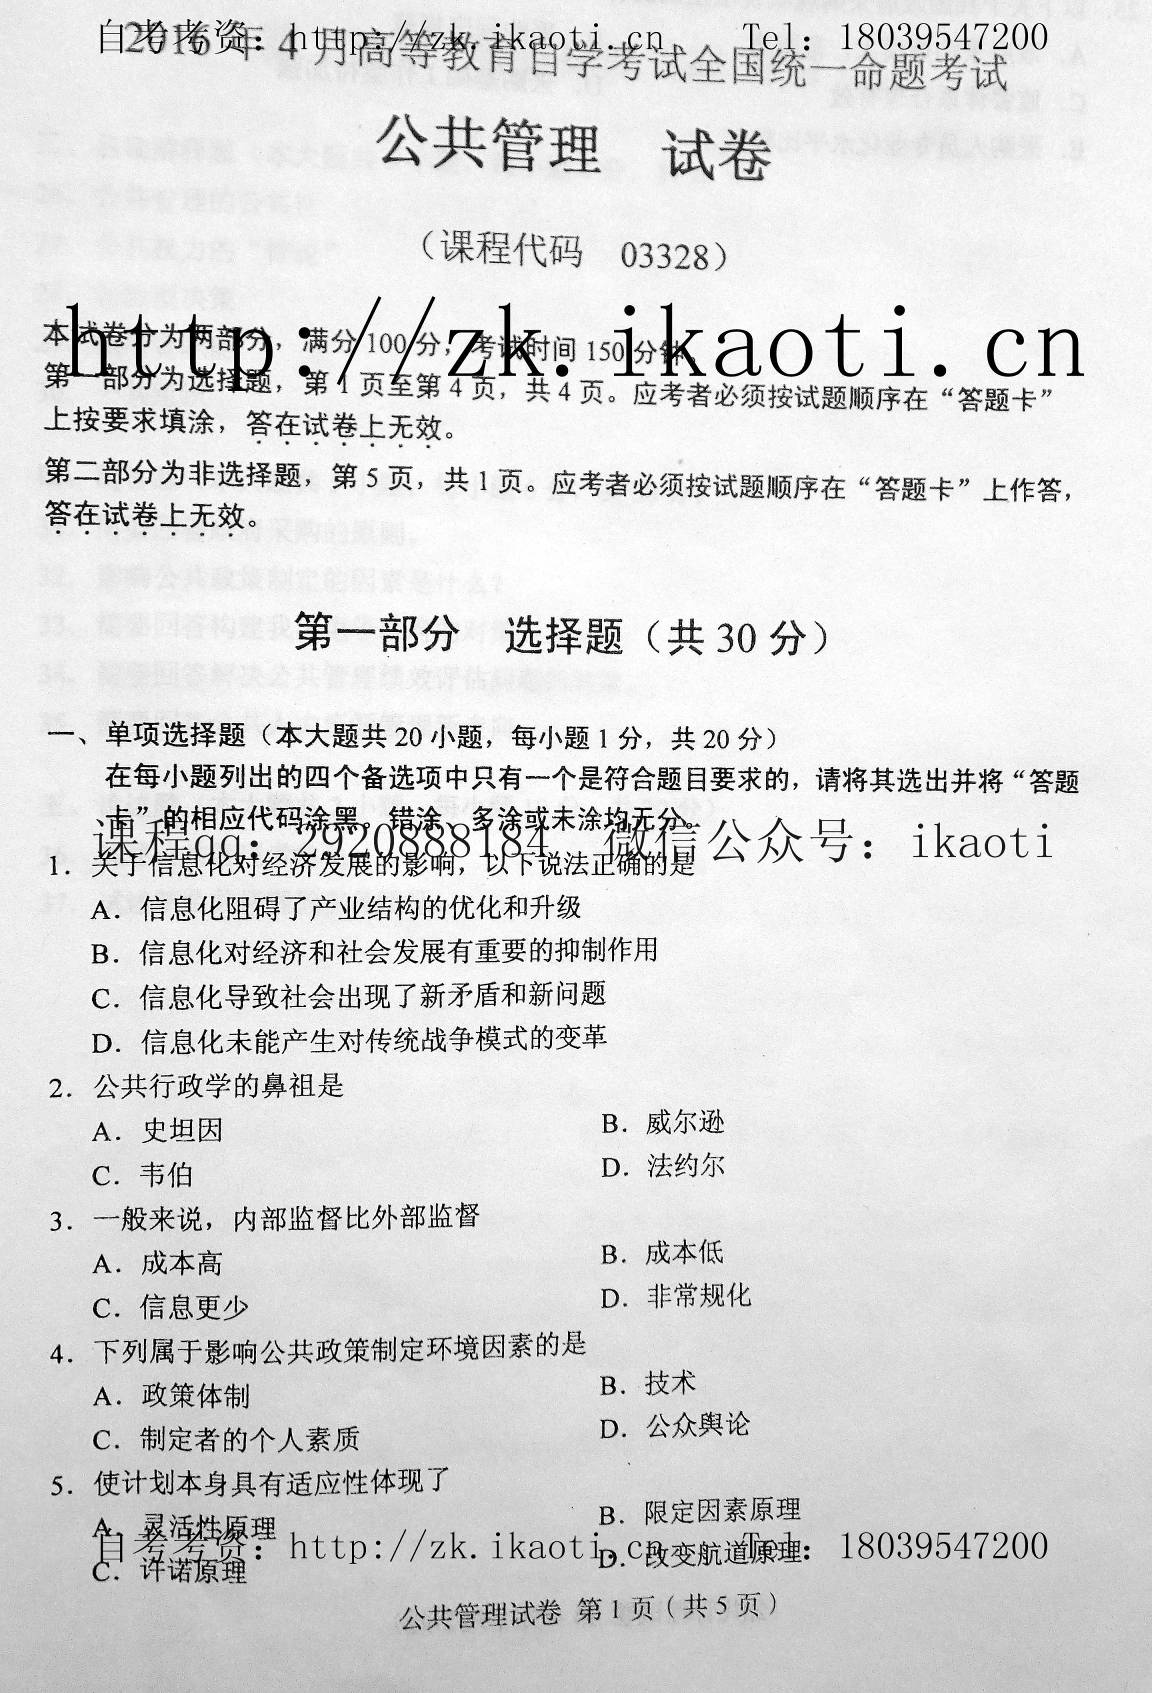 自考考资：http://zk.ikaoti.cn Tel：18039547200
2016 年 4 月高等教育自学考试全国统一命题考试
公共管理 试卷
（课程代码 03328）
http://zk.ikaoti.cn
本试卷分为两部分，满分 100 分，考试时间 150 分钟。
第一部分为选择题，第 1 页至第 4 页，共 4 页。应考者必须按试题顺序在“答题卡”
上按要求填涂，答在试卷上无效。
第二部分为非选择题，第 5 页，共 1 页。应考者必须按试题顺序在“答题卡”上作答，
答在试卷上无效。
第一部分 选择题（共 30 分）
一、单项选择题（本大题共 20 小题，每小题 1 分，共 20 分）
在每小题列出的四个备选项中只有一个是符合题目要求的，请将其选出并将“答题
卡”的相应代码涂黑。错涂、多涂或未涂均无分。
课程qq：2920888184 微信公众号：ikaoti
1．关于信息化对经济发展的影响，以下说法正确的是
A．信息化阻碍了产业结构的优化和升级
B．信息化对经济和社会发展有重要的抑制作用
C．信息化导致社会出现了新矛盾和新问题
D．信息化未能产生对传统战争模式的变革
2．公共行政学的鼻祖是
A．史坦因 B．威尔逊
C．韦伯 D．法约尔
3．一般来说，内部监督比外部监督
A．成本高 B．成本低
C．信息更少 D．非常规化
4．下列属于影响公共政策制定环境因素的是
A．政策体制 B．技术
C．制定者的个人素质 D．公众舆论
5．使计划本身具有适应性体现了
A．灵活性原理 B．限定因素原理
自考考资：http://zk.ikaoti.cn Tel：18039547200
C．许诺原理 D．改变航道原理
公共管理试卷 第 1 页（共 5 页）